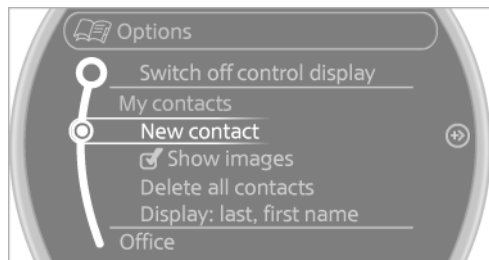 Options
Switch off control display
My contacts
New contact
Show images
Delete all contacts
Display: last, first name
Office